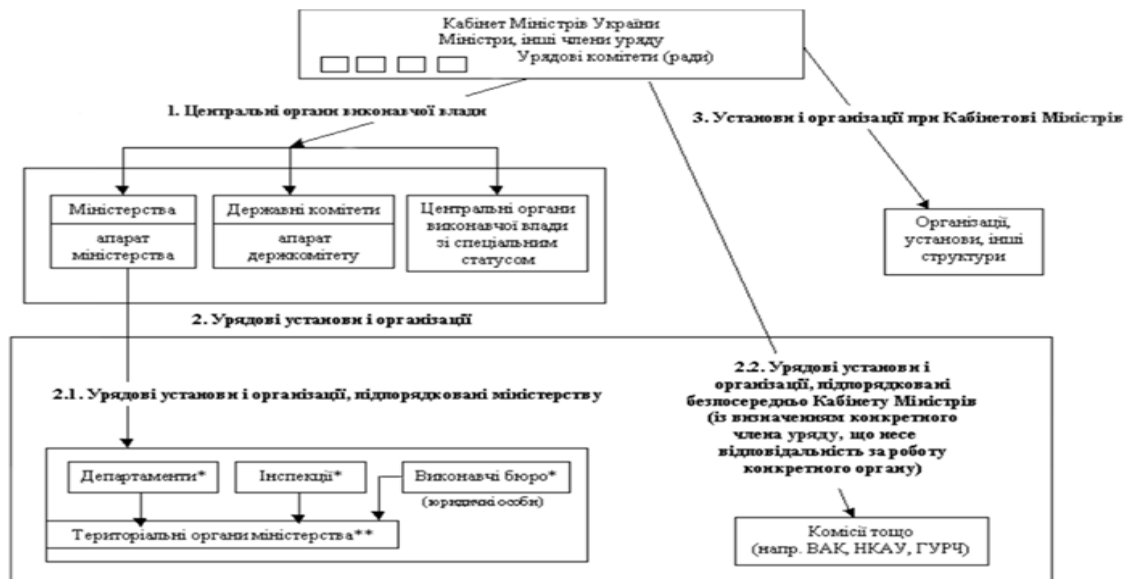 Кабінет Міністрів України
Міністри, інші члени уряду
Урядові комітети (ради)
1. Центральні органи виконавчої влади
3. Установи і організації при Кабінетові Міністрів
Міністерства
апарат
міністерства
Державні комітети
апарат
держкомітету
Центральні органи
виконавчої влади
зі спеціальним
статусом
Організації,
установи, інші
структури
2. Урядові установи і організації
2.1. Урядові установи і організації, підпорядковані міністерству
2.2. Урядові установи і
організації, підпорядковані
безпосередньо Кабінету Міністрів
(із визначенням конкретного
члена уряду, що несе
відповідальність за роботу
конкретного органу)
Департаменти*
Інспекції*
Виконавчі бюро*
(юридичні особи)
Територіальні органи міністерства**
Комісії тощо
(напр. ВАК, НКАУ, ГУРЧ)